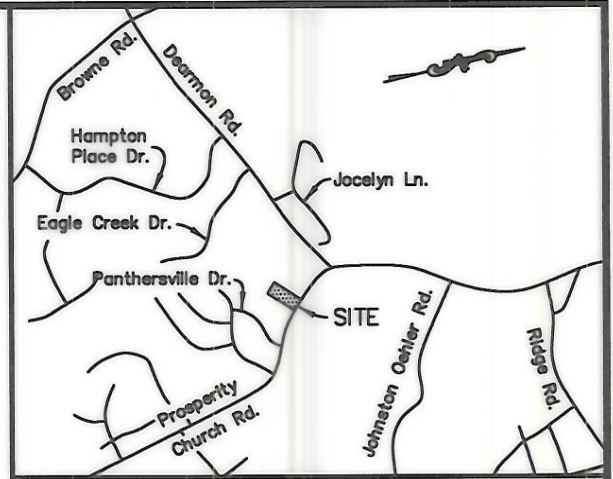 Browne Rd.
Dearmon Rd.
Hampton
Place Dr.
Jocelyn Ln.
Eagle Creek Dr.
Panthersville Dr.
SITE
Johnston Oehler Rd.
Ridge Rd.
Prosperity
Church Rd.